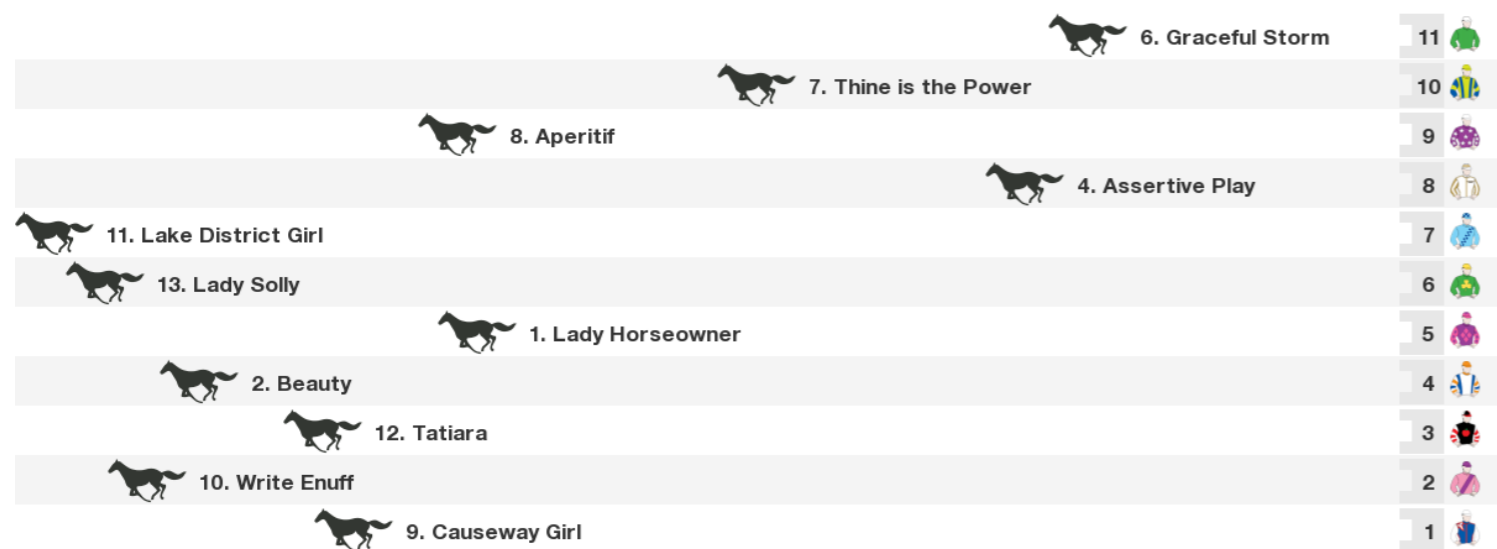 6. Graceful Storm 11
7. Thine is the Power 10
8. Aperitif 9
4. Assertive Play 8
11. Lake District Girl 7
13. Lady Solly 6
1. Lady Horseowner 5
2. Beauty 4
12. Tatiara 3
10. Write Enuff 2
9. Causeway Girl 1